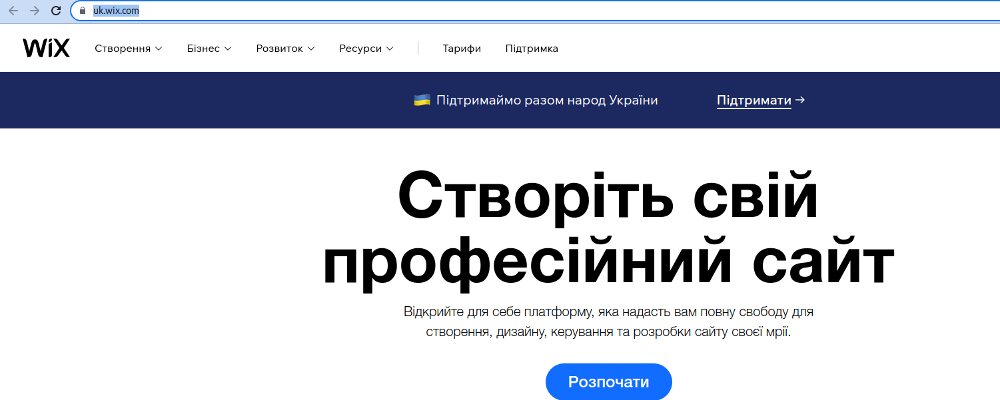 uk.wix.com
WiX Створення Бізнес Розвиток Ресурси Тарифи Підтримка
Підтримаймо разом народ України Підтримати →
Створіть свій
професійний сайт
Відкрийте для себе платформу, яка надасть вам повну свободу для
створення, дизайну, керування та розробки сайту своєї мрії.
Розпочати